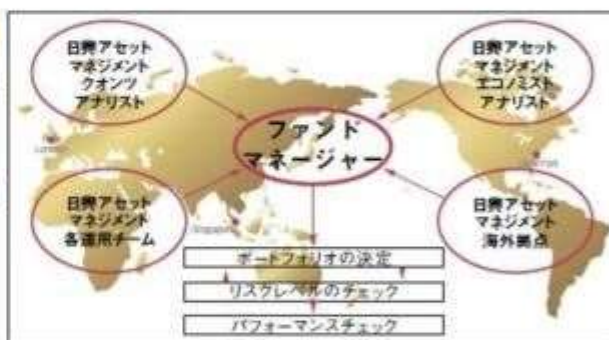 日興アセット
マネジメント
クオンツ
アナリスト
日興アセット
マネジメント
エコノミスト
アナリスト
ファンド
マネージャー
日興アセット
マネジメント
各運用チーム
Singapore
日興アセット
マネジメント
海外拠点
ポートフォリオの決定
リスクレベルのチェック
パフォーマンスチェック